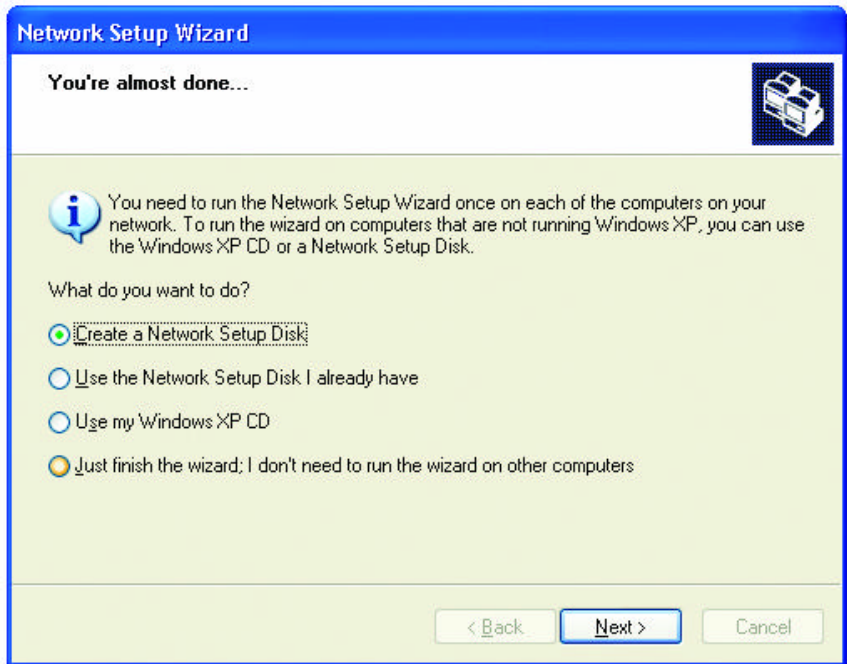 Network Setup Wizard
You're almost done...
You need to run the Network Setup Wizard once on each of the computers on your
network. To run the wizard on computers that are not running Windows XP, you can use
the Windows XP CD or a Network Setup Disk.
What do you want to do?
Create a Network Setup Disk
Use the Network Setup Disk I already have
Use my Windows XP CD
Just finish the wizard; I don't need to run the wizard on other computers
< Back
Next >
Cancel